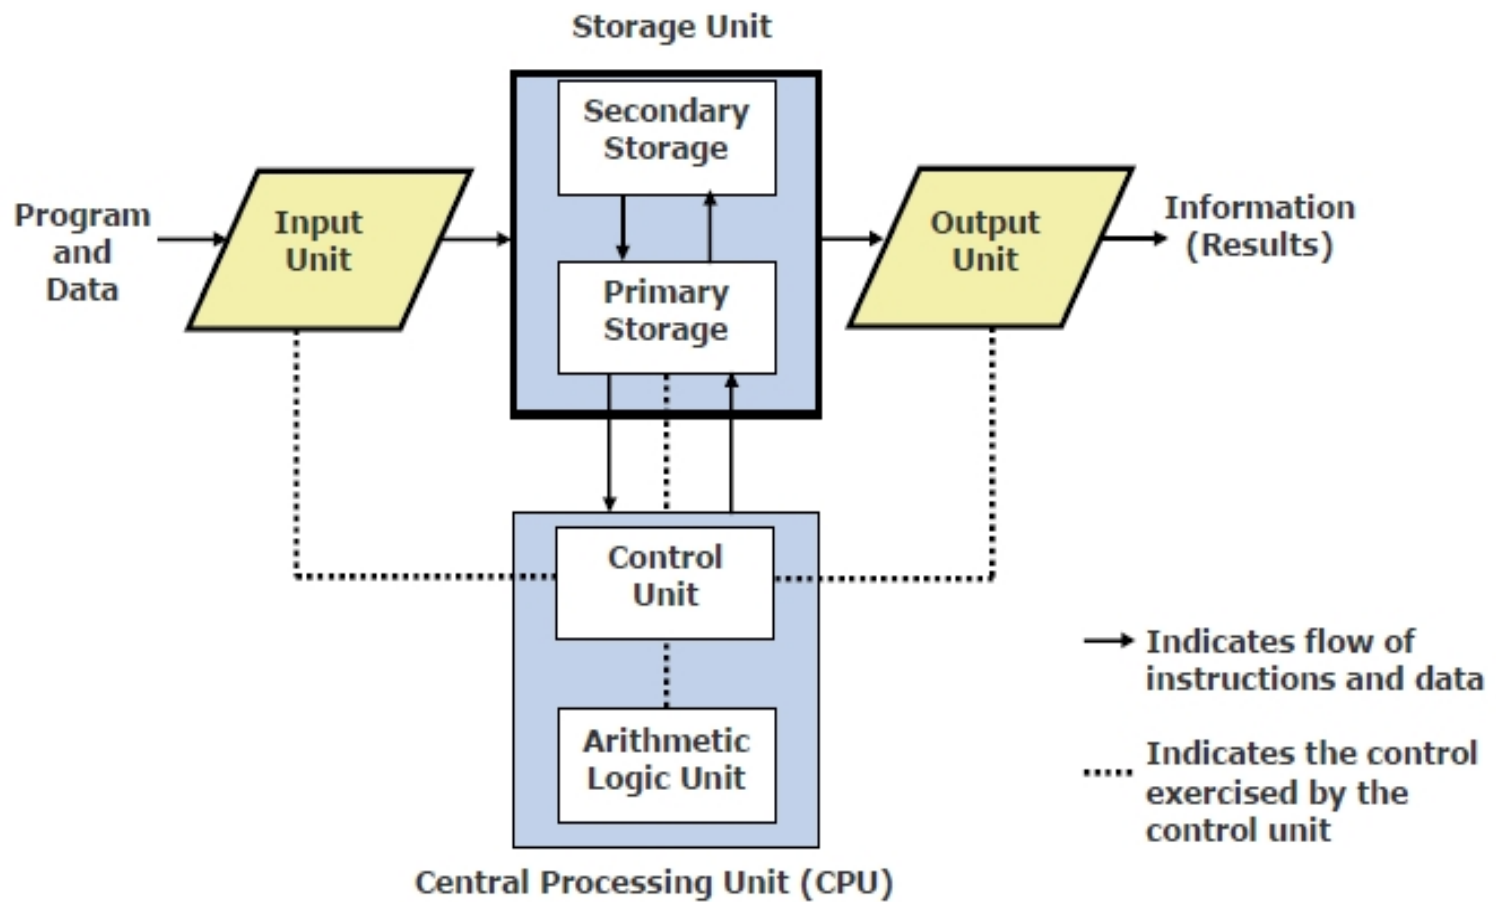 Storage Unit
Secondary
Storage
Program
and
Data
Input
Unit
Primary
Storage
Output
Unit
Information
(Results)
Control
Unit
Arithmetic
Logic Unit
Central Processing Unit (CPU)
Indicates flow of
instructions and data
Indicates the control
exercised by the
control unit